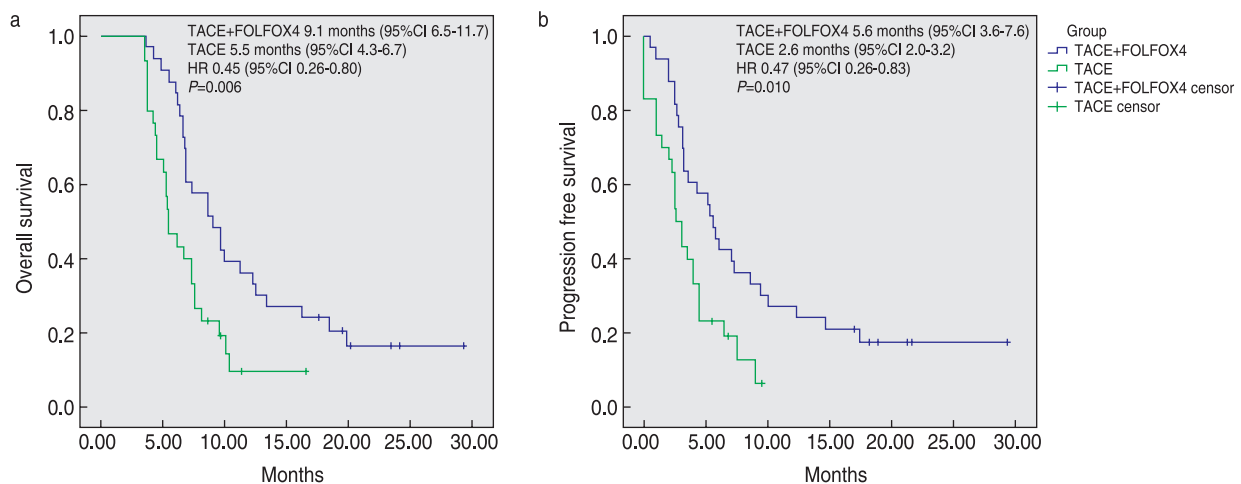 a
TACE+FOLFOX4 9.1 months (95%CI 6.5-11.7)
TACE 5.5 months (95%CI 4.3-6.7)
HR 0.45 (95%CI 0.26-0.80)
P=0.006
Overall survival
1.0
0.8
0.6
0.4
0.2
0.0
0.00 5.00 10.00 15.00 20.00 25.00 30.00
Months
b
TACE+FOLFOX4 5.6 months (95%CI 3.6-7.6)
TACE 2.6 months (95%CI 2.0-3.2)
HR 0.47 (95%CI 0.26-0.83)
P=0.010
Progression free survival
1.0
0.8
0.6
0.4
0.2
0.0
0.00 5.00 10.00 15.00 20.00 25.00 30.00
Months
Group
TACE+FOLFOX4
TACE
TACE+FOLFOX4 censor
TACE censor